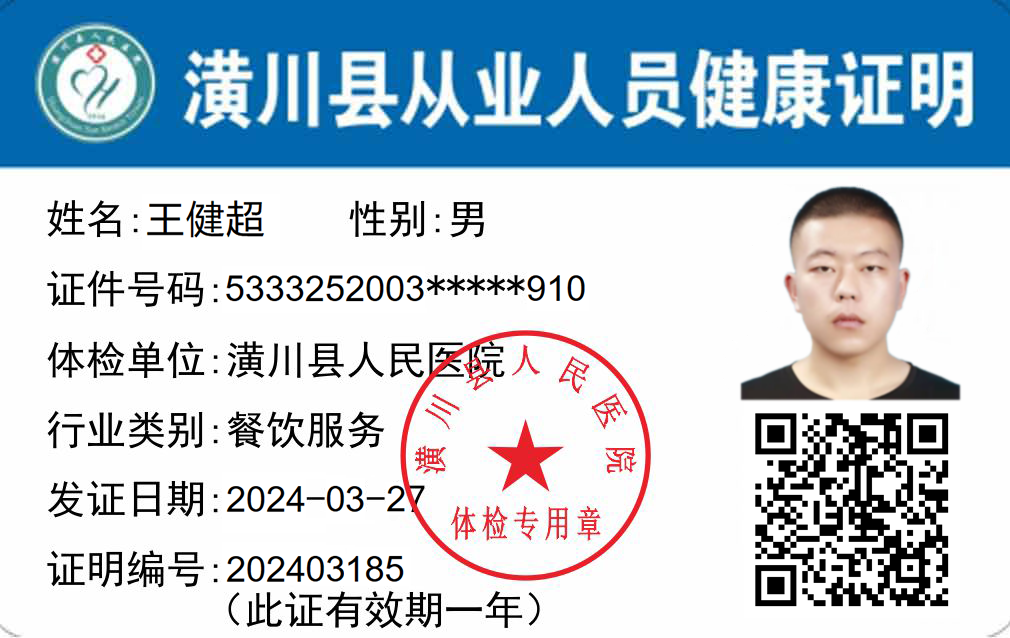 潢川县从业人员健康证明
姓名:王健超 性别:男
证件号码:5333252003*****910
体检单位:潢川县人民医院
行业类别:餐饮服务
发证日期:2024-03-27
证明编号:202403185
(此证有效期一年)
潢川县人民医院
体检专用章